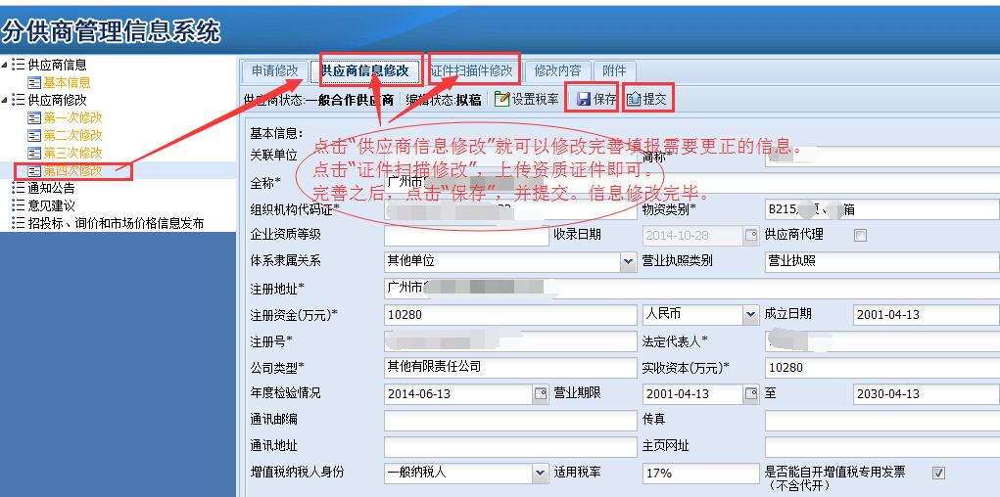 分供商管理信息系统
供应商信息
基本信息
供应商修改
第一次修改
第二次修改
第三次修改
第四次修改
通知公告
意见建议
招投标、询价和市场价格信息发布
申请修改 供应商信息修改 证件扫描件修改 修改内容 附件
供应商状态:一般合作供应商 编辑状态:拟稿 设置税率 保存 提交
基本信息:
点击“供应商信息修改”就可以修改完善填报需要更正的信息。
点击“证件扫描修改”，上传资质证件即可。
完善之后，点击“保存”，并提交。信息修改完毕。
关联单位 简称*
全称* 广州市
组织机构代码证* 物资类别* B215 、 箱
企业资质等级 收录日期 2014-10-28 供应商代理
体系隶属关系 其他单位 营业执照类别 营业执照
注册地址* 广州市
注册资金(万元)* 10280 人民币 成立日期 2001-04-13
注册号* 法定代表人*
公司类型* 其他有限责任公司 实收资本(万元)* 10280
年度检验情况 2014-06-13 营业期限 2001-04-13 至 2030-04-13
通讯邮编 传真
通讯地址 主页网址
增值税纳税人身份 一般纳税人 适用税率 17% 是否能自开增值税专用发票
(不含代开)